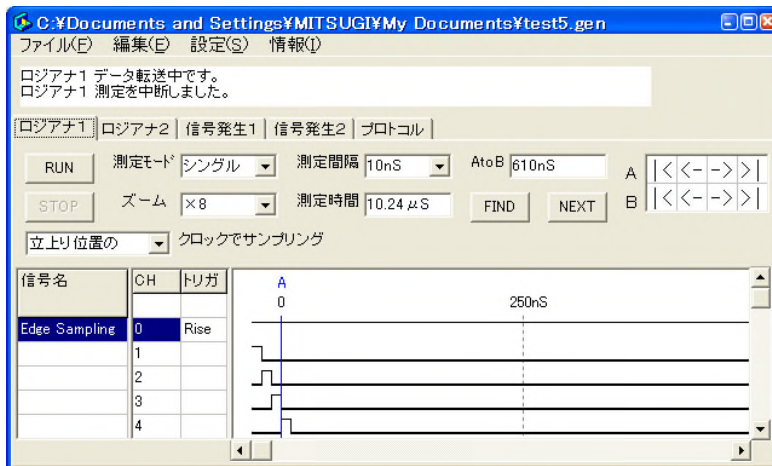 C:¥Documents and Settings¥MITSUGI¥My Documents¥test5.gen
ファイル(F) 編集(E) 設定(S) 情報(I)
ロジアナ1 データ転送中です。
ロジアナ1 測定を中断しました。
ロジアナ1 ロジアナ2 信号発生1 信号発生2 プロトコル
RUN 測定モード シングル 測定間隔 10nS AtoB 610nS A |< <- -> >|
STOP ズーム ×8 測定時間 10.24μS FIND NEXT B |< <- -> >|
立上り位置の クロックでサンプリング
信号名 CH トリガ A
0 250nS
Edge Sampling 0 Rise
1
2
3
4